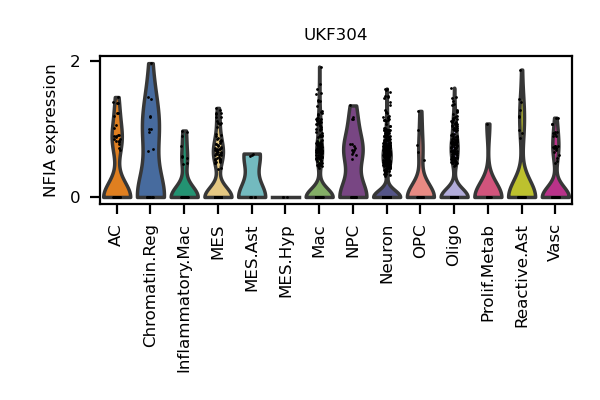 UKF304
NFIA expression
2
0
AC
Chromatin.Reg
Inflammatory.Mac
MES
MES.Ast
MES.Hyp
Mac
NPC
Neuron
OPC
Oligo
Prolif.Metab
Reactive.Ast
Vasc